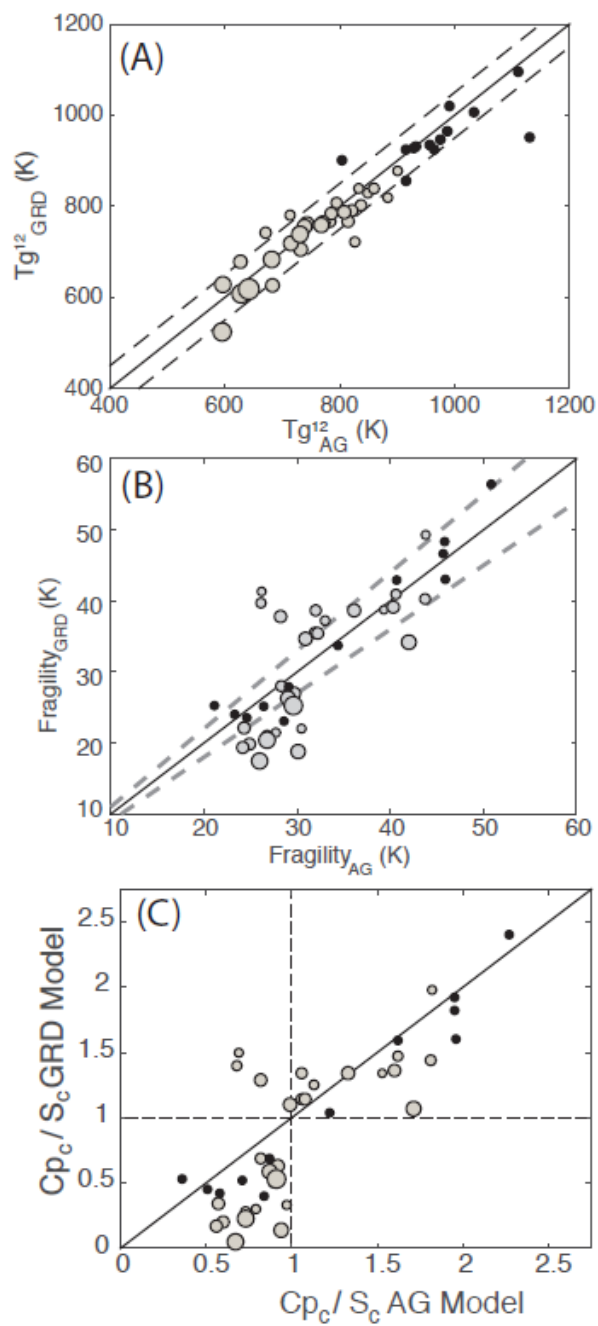 (A)
1200
1000
800
600
400
Tg¹²GRD (K)
400 600 800 1000 1200
Tg¹²AG (K)
(B)
60
50
40
30
20
10
FragilityGRD (K)
10 20 30 40 50 60
FragilityAG (K)
(C)
2.5
2
1.5
1
0.5
0
Cpc/ Sc GRD Model
0 0.5 1 1.5 2 2.5
Cpc/ Sc AG Model